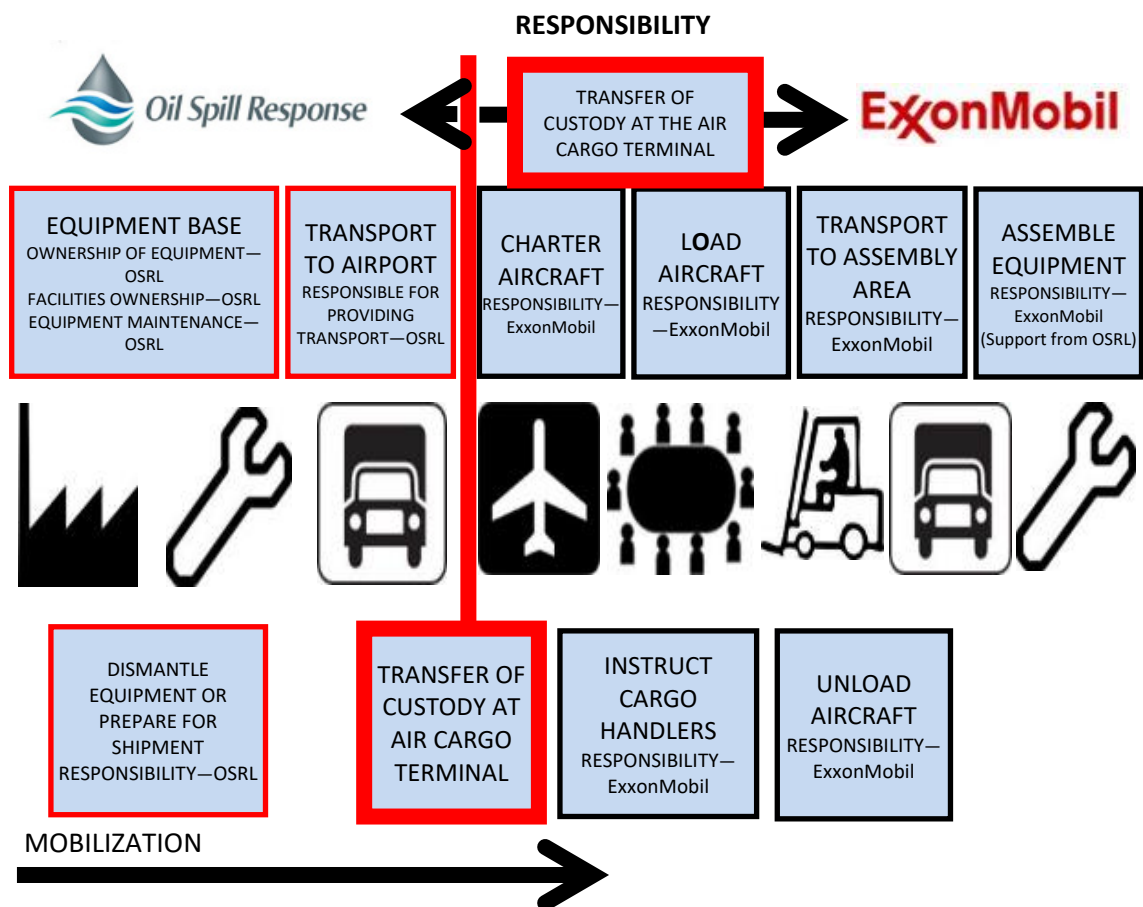 RESPONSIBILITY
Oil Spill Response
TRANSFER OF
CUSTODY AT THE AIR
CARGO TERMINAL
ExxonMobil
EQUIPMENT BASE
OWNERSHIP OF EQUIPMENT—
OSRL
FACILITIES OWNERSHIP—OSRL
EQUIPMENT MAINTENANCE—
OSRL
TRANSPORT
TO AIRPORT
RESPONSIBLE FOR
PROVIDING
TRANSPORT—OSRL
CHARTER
AIRCRAFT
RESPONSIBILITY—
ExxonMobil
LOAD
AIRCRAFT
RESPONSIBILITY
—ExxonMobil
TRANSPORT
TO ASSEMBLY
AREA
RESPONSIBILITY—
ExxonMobil
ASSEMBLE
EQUIPMENT
RESPONSIBILITY—
ExxonMobil
(Support from OSRL)
DISMANTLE
EQUIPMENT OR
PREPARE FOR
SHIPMENT
RESPONSIBILITY—OSRL
TRANSFER OF
CUSTODY AT
AIR CARGO
TERMINAL
INSTRUCT
CARGO
HANDLERS
RESPONSIBILITY—
ExxonMobil
UNLOAD
AIRCRAFT
RESPONSIBILITY—
ExxonMobil
MOBILIZATION